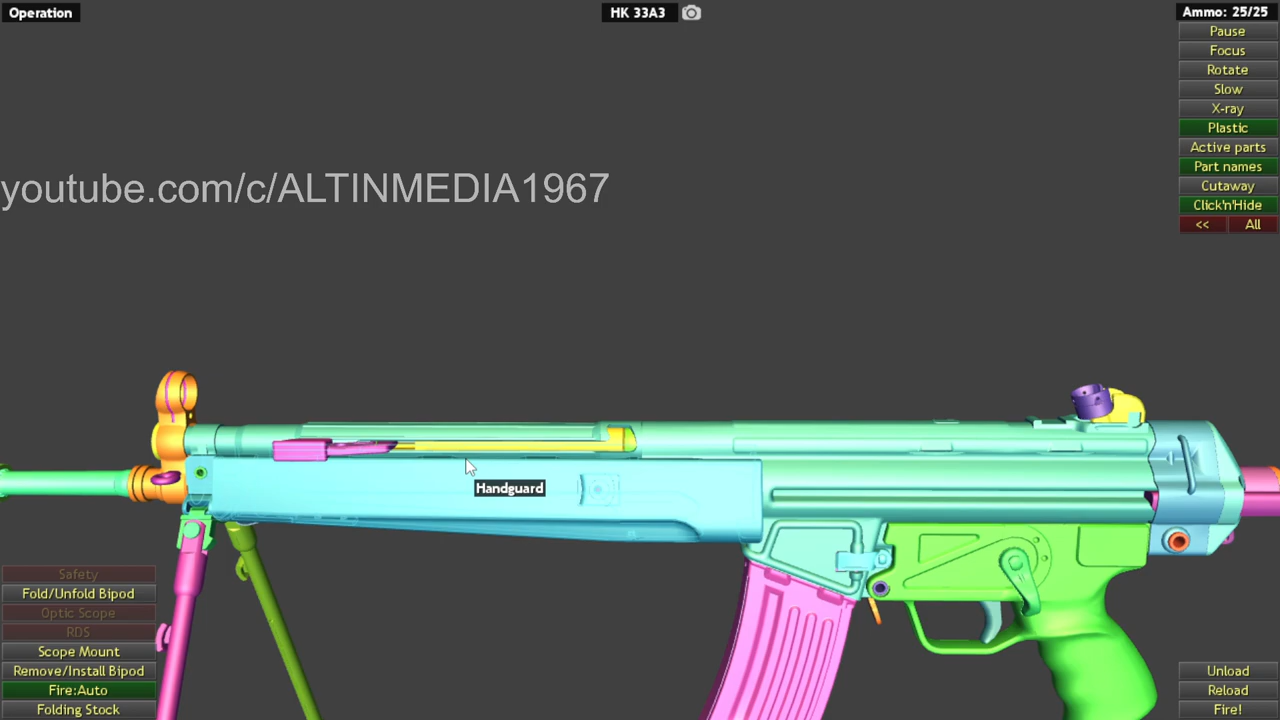 Operation
HK 33A3
Ammo: 25/25
Pause
Focus
Rotate
Slow
X-ray
Plastic
Active parts
Part names
Cutaway
Click'n'Hide
<< All
youtube.com/c/ALTINMEDIA1967
Handguard
Safety
Fold/Unfold Bipod
Optic Scope
RDS
Scope Mount
Remove/Install Bipod
Fire:Auto
Folding Stock
Unload
Reload
Fire!